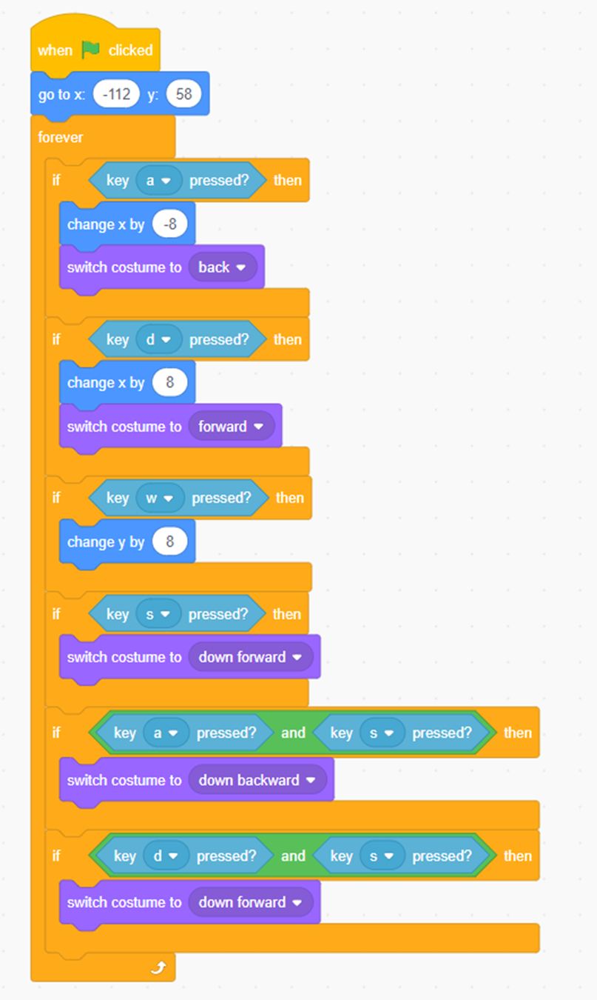 when clicked
go to x: -112 y: 58
forever
if key a pressed? then
change x by -8
switch costume to back
if key d pressed? then
change x by 8
switch costume to forward
if key w pressed? then
change y by 8
if key s pressed? then
switch costume to down forward
if key a pressed? and key s pressed? then
switch costume to down backward
if key d pressed? and key s pressed? then
switch costume to down forward